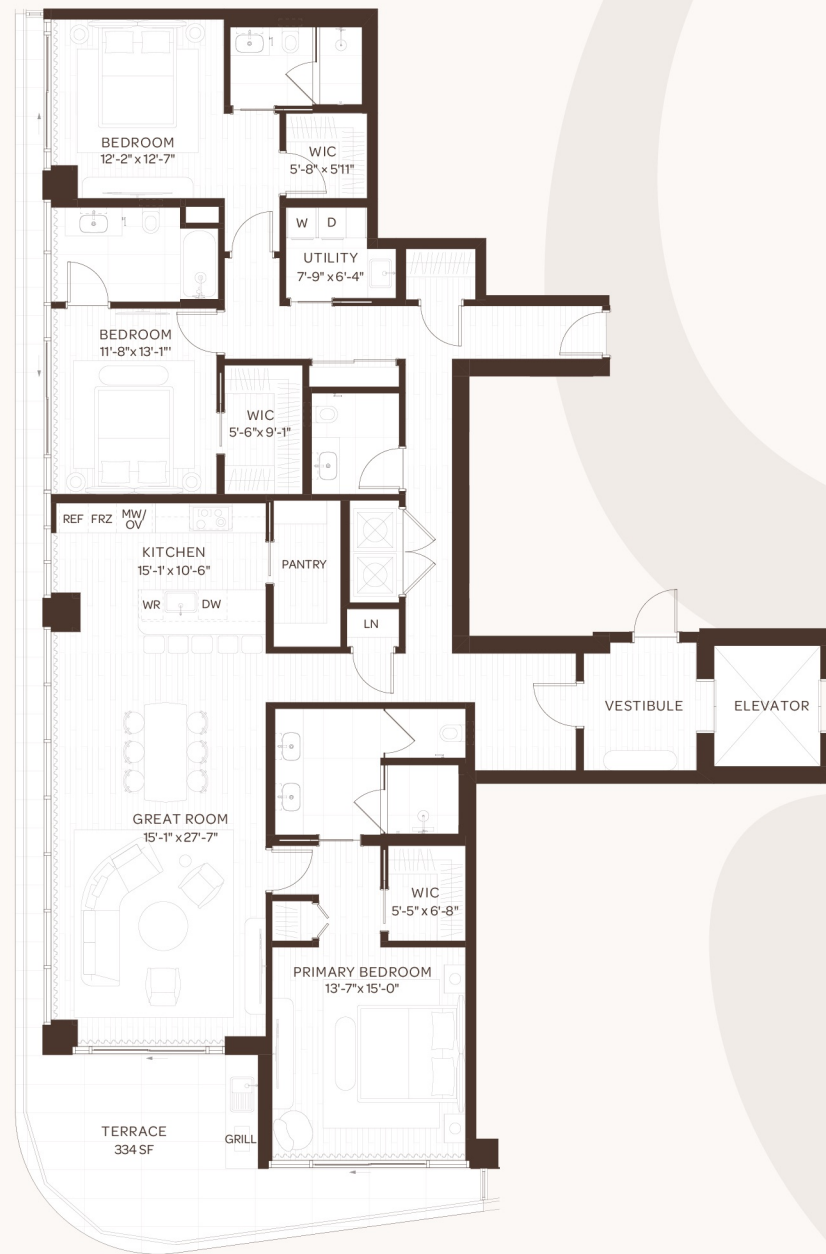 BEDROOM
12'-2" x 12'-7"
WIC
5'-8" x 5'11"
W D
UTILITY
7'-9" x 6'-4"
BEDROOM
11'-8" x 13'-1"'
WIC
5'-6"x 9'-1"
REF FRZ MW/
OV
KITCHEN
15'-1' x 10'-6"
PANTRY
WR DW
LN
VESTIBULE
ELEVATOR
GREAT ROOM
15'-1" x 27'-7"
WIC
5'-5" x 6'-8"
PRIMARY BEDROOM
13'-7"x 15'-0"
TERRACE
334 SF
GRILL